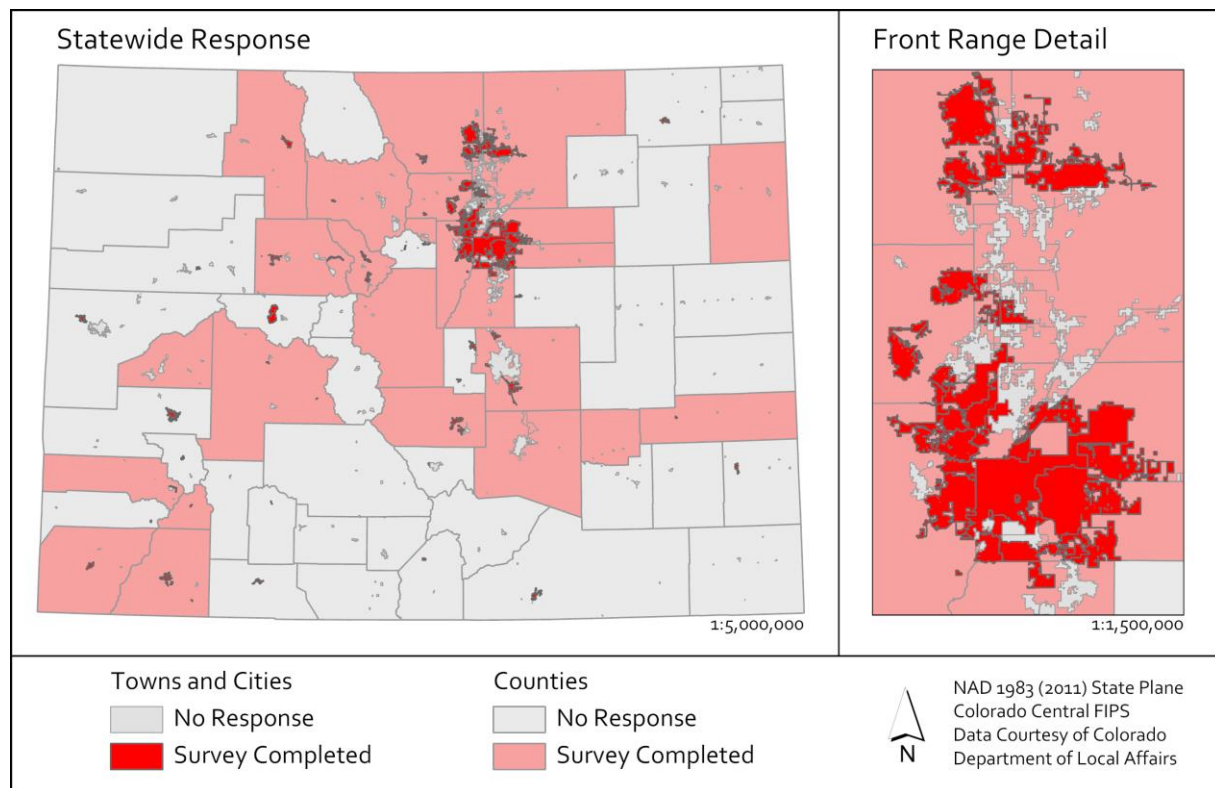 Statewide Response
1:5,000,000
Front Range Detail
1:1,500,000
Towns and Cities
No Response
Survey Completed
Counties
No Response
Survey Completed
N
NAD 1983 (2011) State Plane
Colorado Central FIPS
Data Courtesy of Colorado
Department of Local Affairs